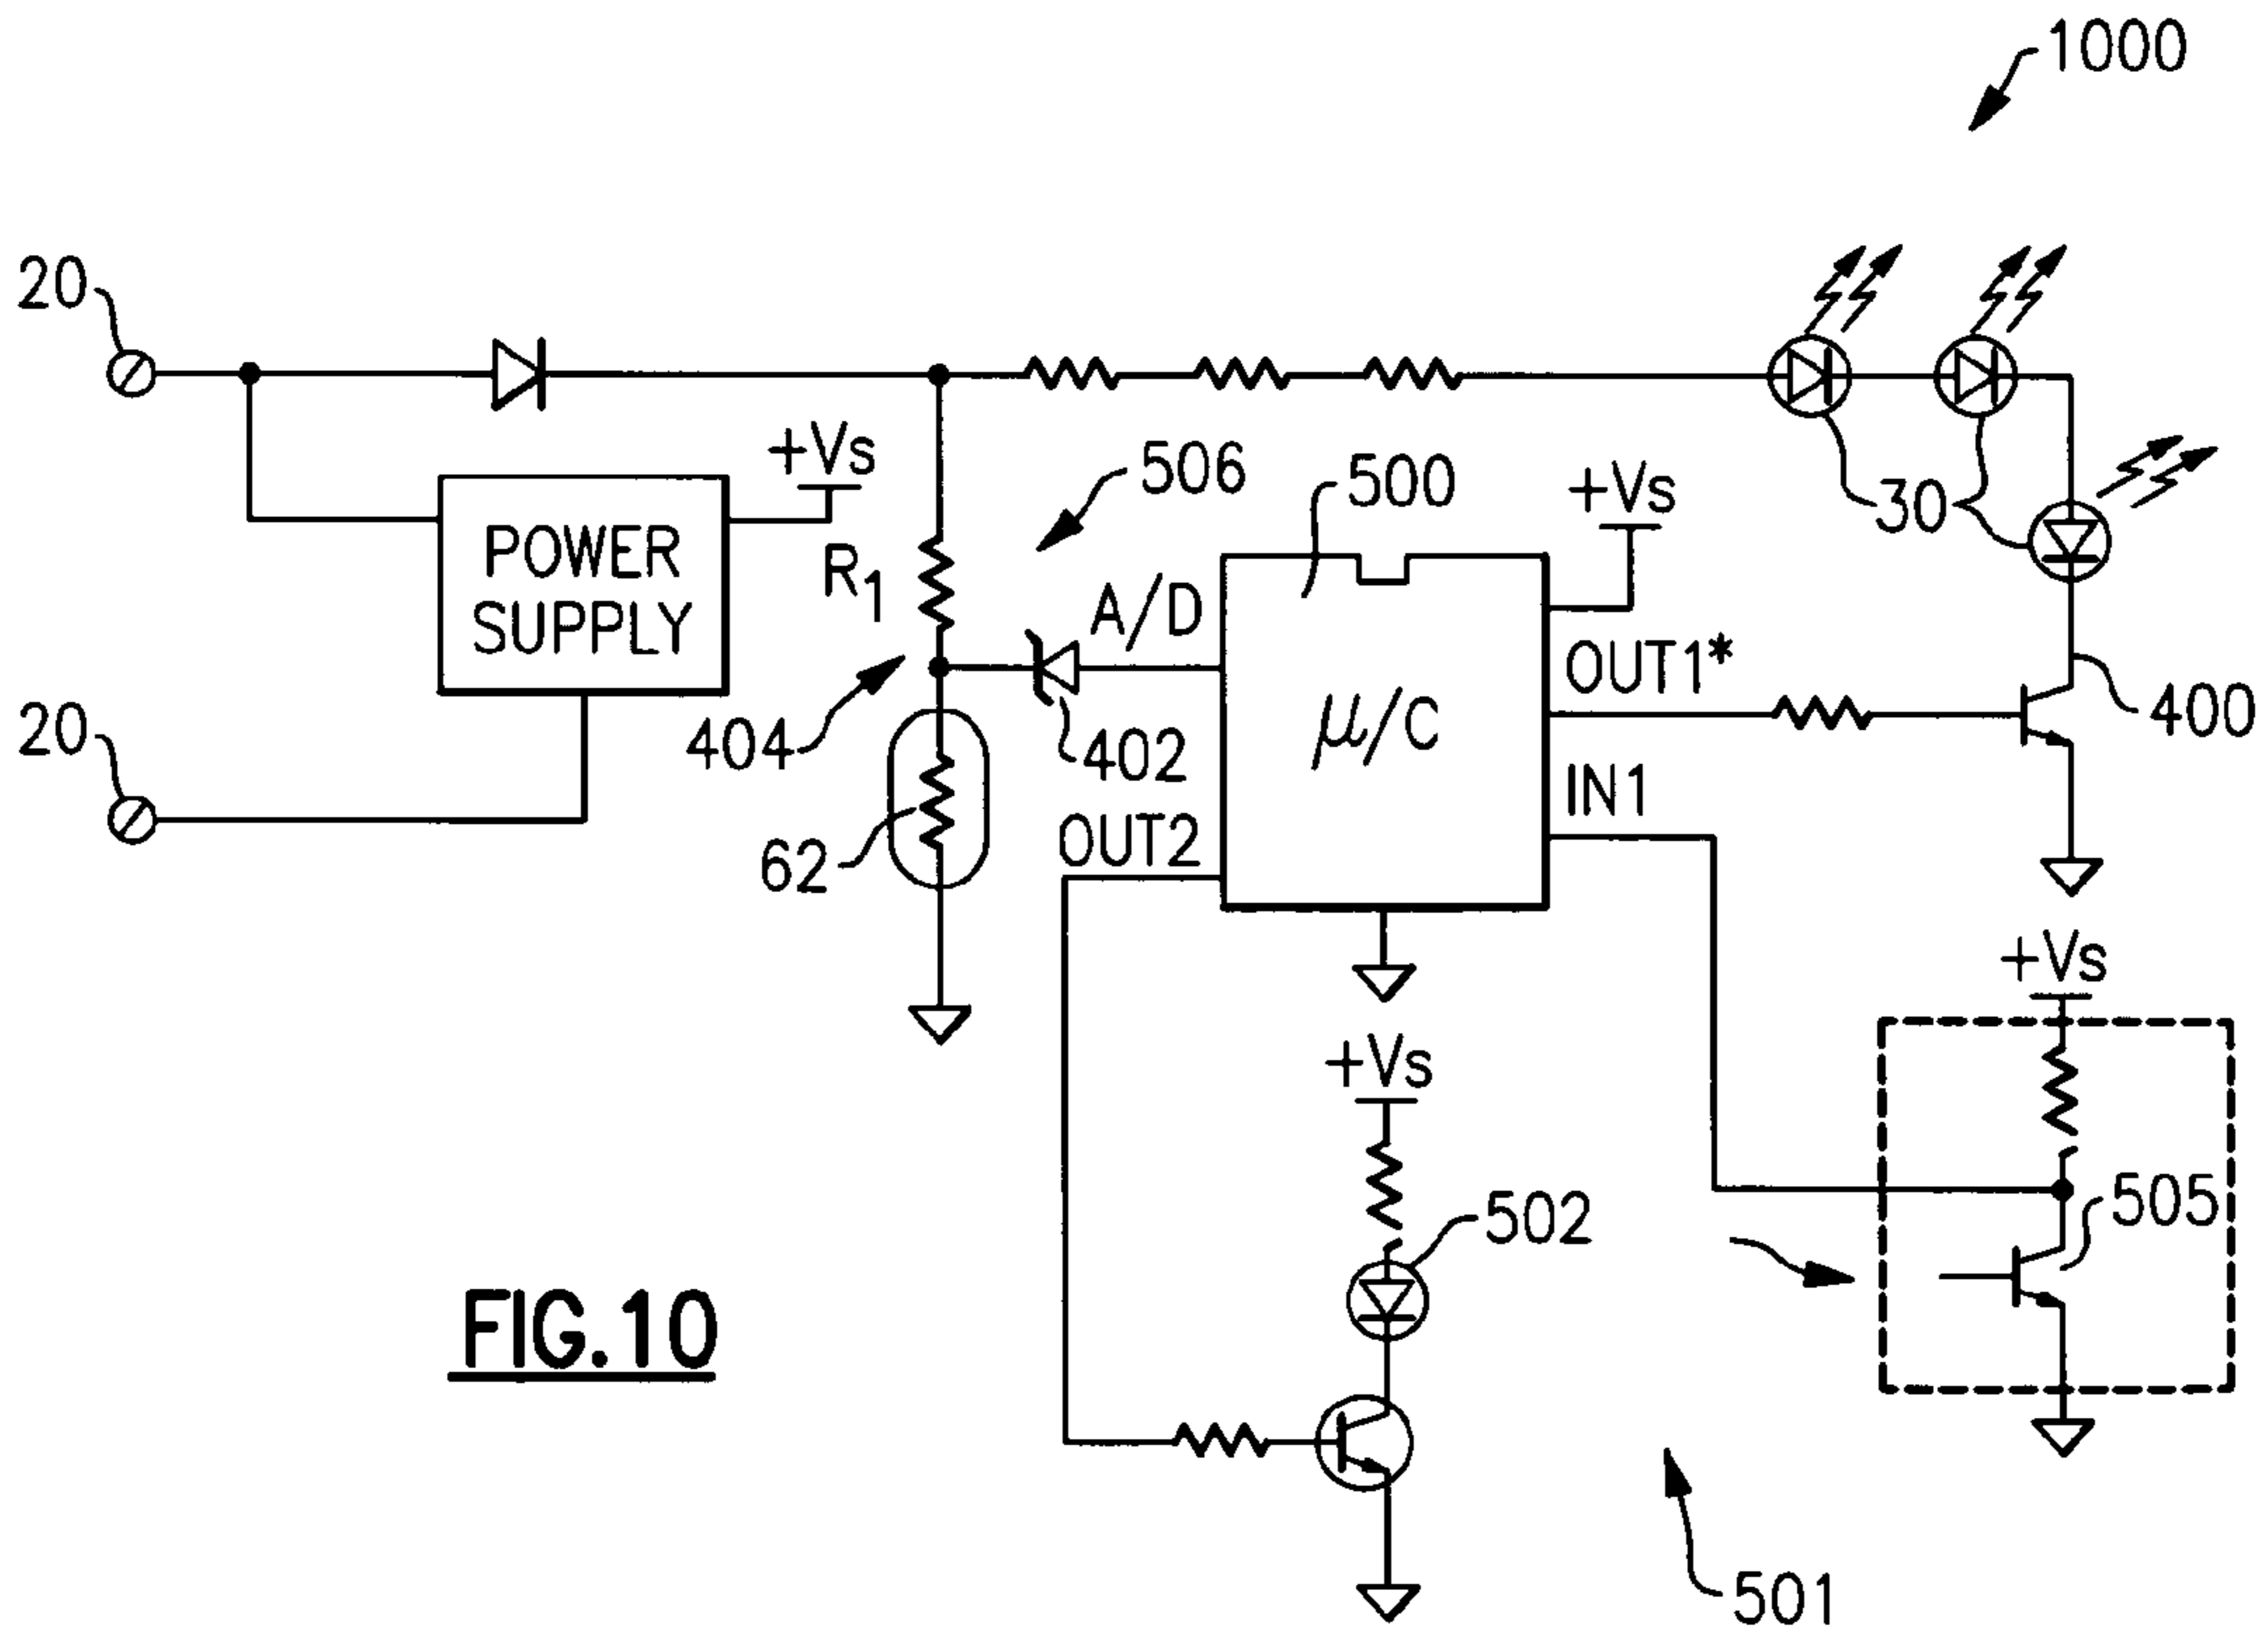 1000
20
+Vs
506
500
+Vs
30
POWER
SUPPLY
R1
A/D
OUT1*
20
404
402
μ/C
400
62
OUT2
IN1
+Vs
+Vs
502
505
FIG.10
501